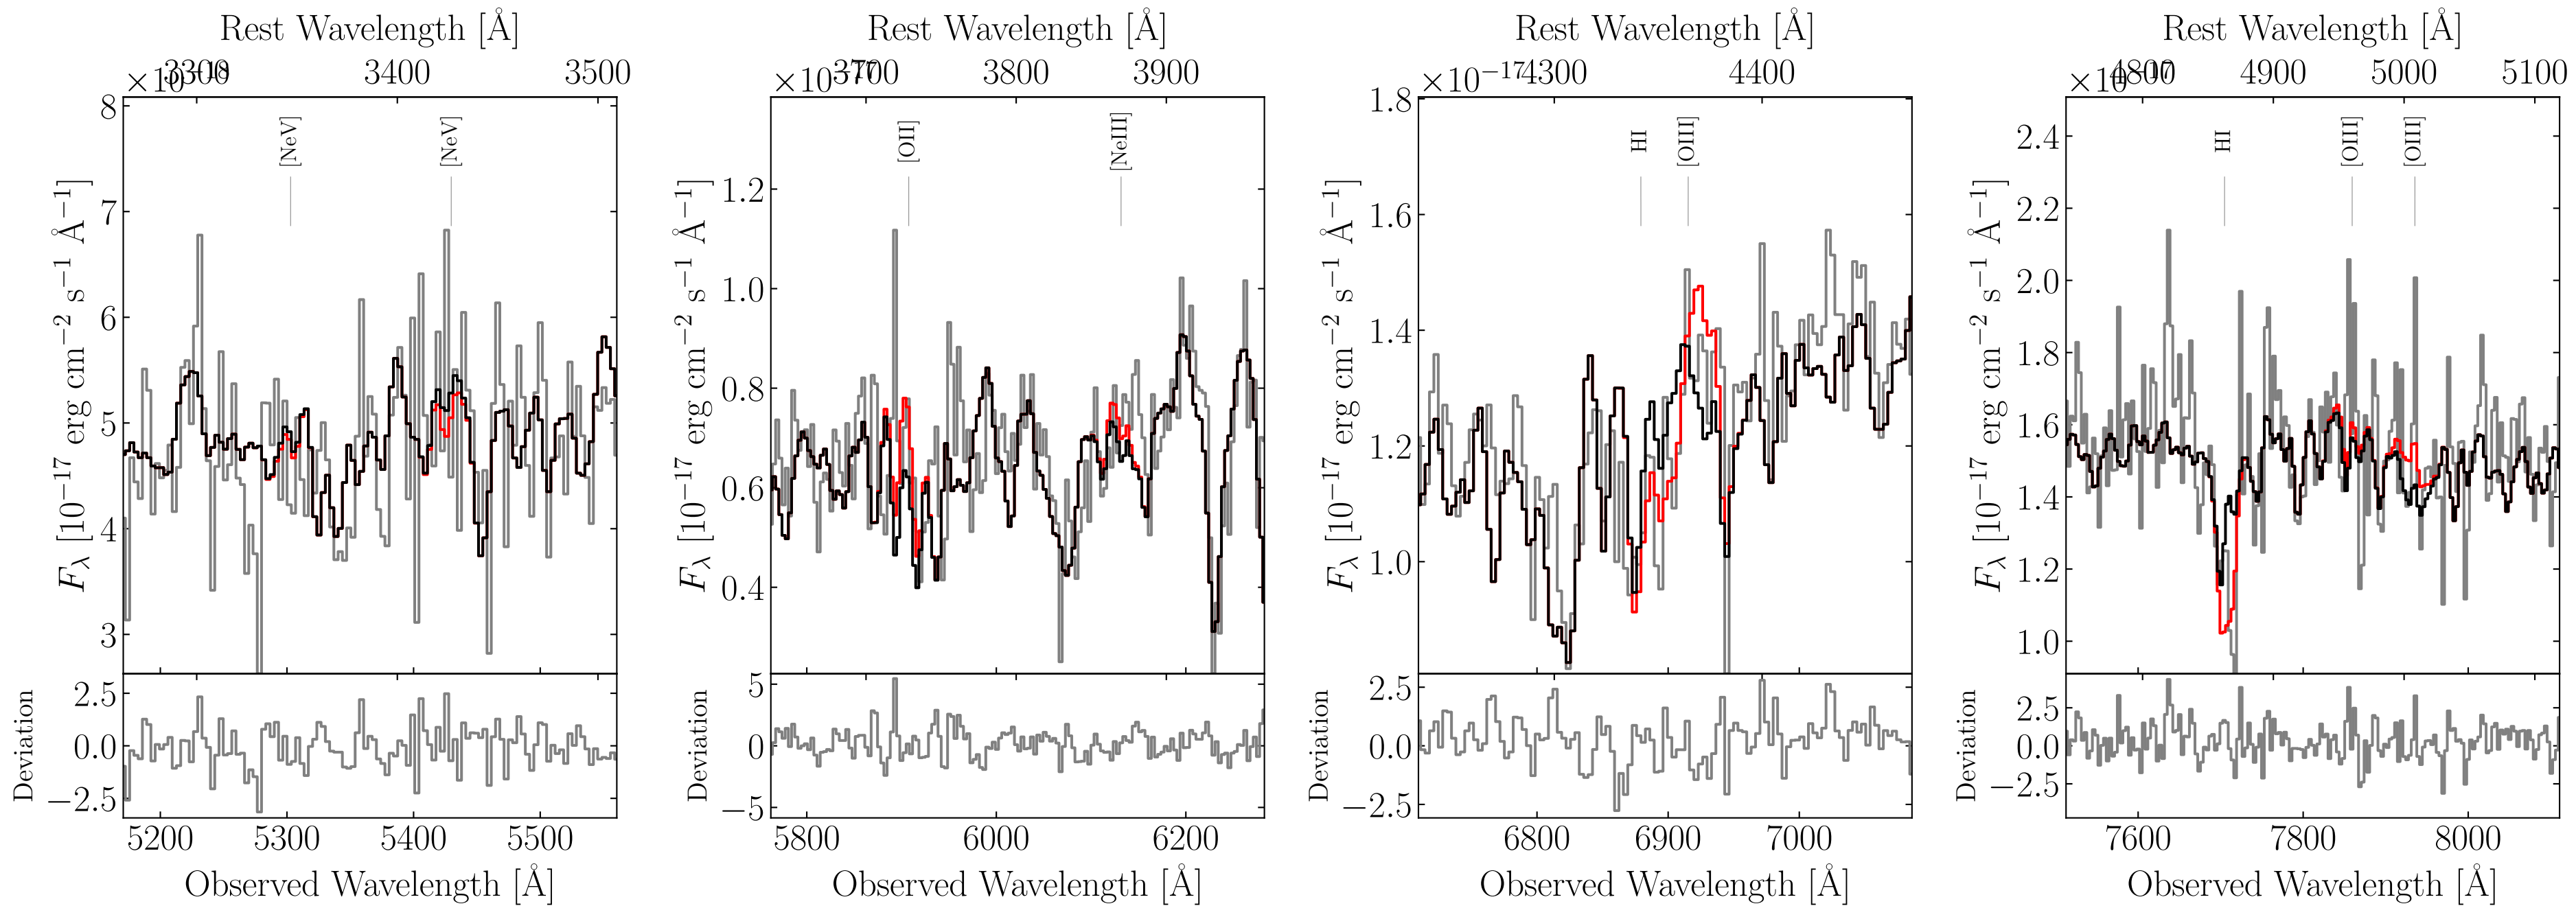 Rest Wavelength [Å] Rest Wavelength [Å] Rest Wavelength [Å] Rest Wavelength [Å]
×10⁻¹⁸ 3300 3400 3500
×10⁻¹⁷ 3700 3800 3900
×10⁻¹⁷ 4300 4400
×10⁻¹⁷ 4800 4900 5000 5100
[NeV] [NeV]
[OII] [NeIII]
HI [OIII]
HI [OIII] [OIII]
F_λ [10⁻¹⁷ erg cm⁻² s⁻¹ Å⁻¹]
8
7
6
5
4
3
F_λ [10⁻¹⁷ erg cm⁻² s⁻¹ Å⁻¹]
1.2
1.0
0.8
0.6
0.4
F_λ [10⁻¹⁷ erg cm⁻² s⁻¹ Å⁻¹]
1.8
1.6
1.4
1.2
1.0
F_λ [10⁻¹⁷ erg cm⁻² s⁻¹ Å⁻¹]
2.4
2.2
2.0
1.8
1.6
1.4
1.2
1.0
Deviation
2.5
0.0
−2.5
Deviation
5
0
−5
Deviation
2.5
0.0
−2.5
Deviation
2.5
0.0
−2.5
5200 5300 5400 5500
5800 6000 6200
6800 6900 7000
7600 7800 8000
Observed Wavelength [Å] Observed Wavelength [Å] Observed Wavelength [Å] Observed Wavelength [Å]